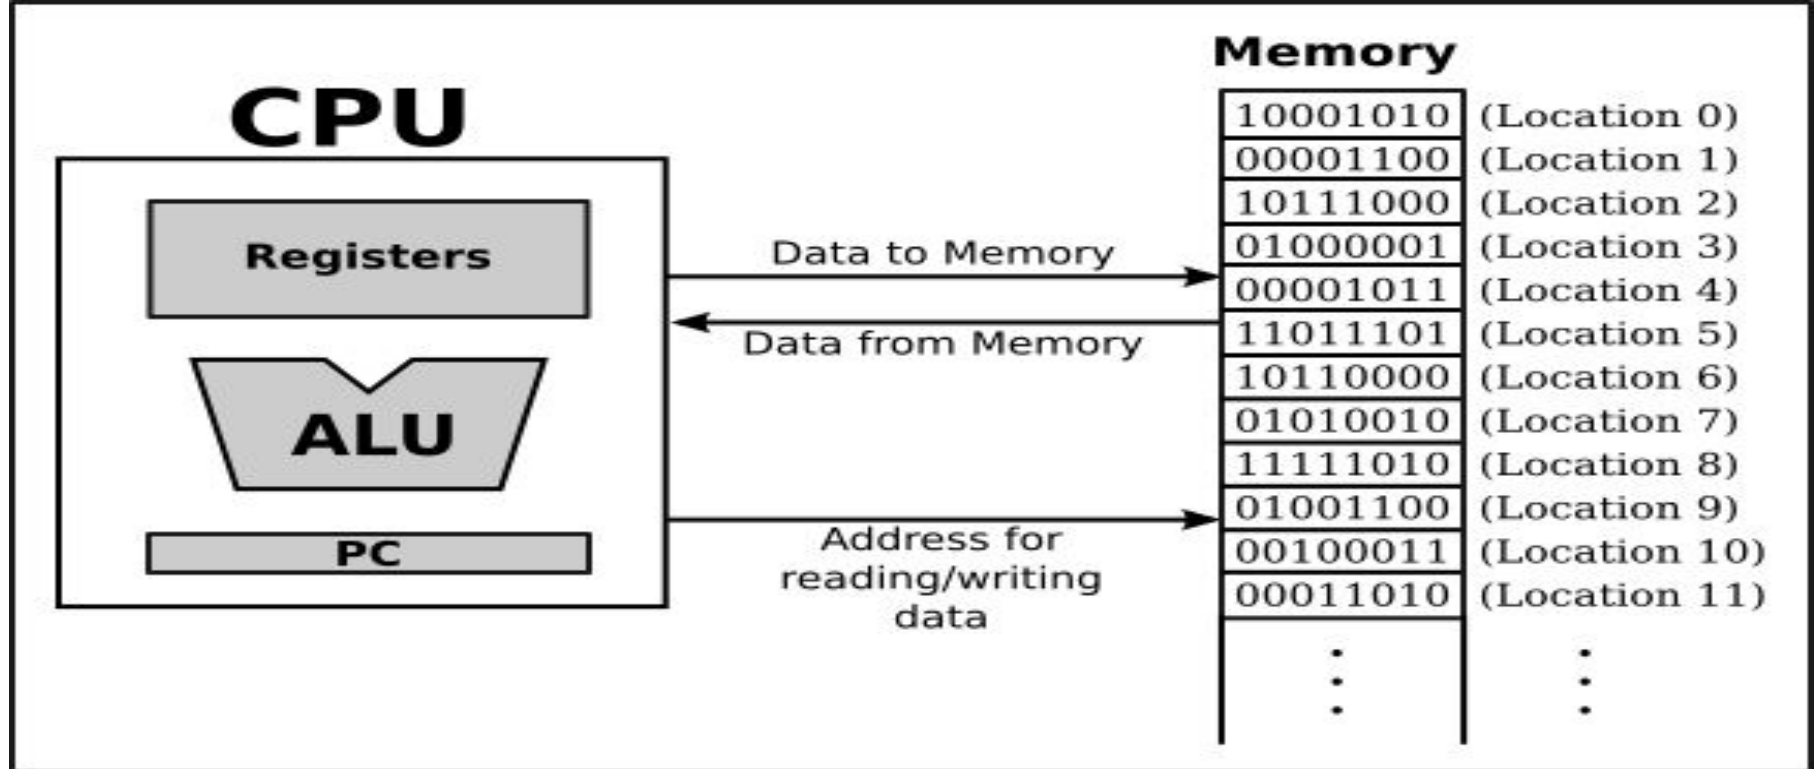 CPU
Registers
ALU
PC
Data to Memory
Data from Memory
Address for
reading/writing
data
Memory
10001010 (Location 0)
00001100 (Location 1)
10111000 (Location 2)
01000001 (Location 3)
00001011 (Location 4)
11011101 (Location 5)
10110000 (Location 6)
01010010 (Location 7)
11111010 (Location 8)
01001100 (Location 9)
00100011 (Location 10)
00011010 (Location 11)